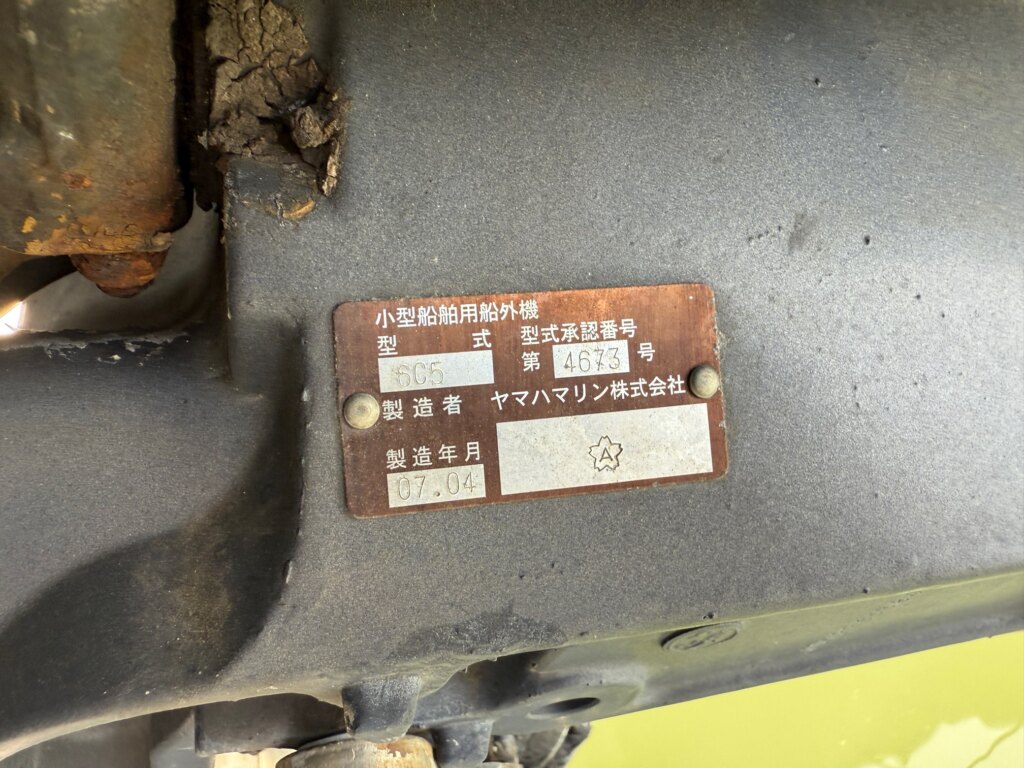 小型船舶用船外機
型式 型式承認番号
6C5 第 4673 号
製造者 ヤマハマリン株式会社
製造年月
07.04
A